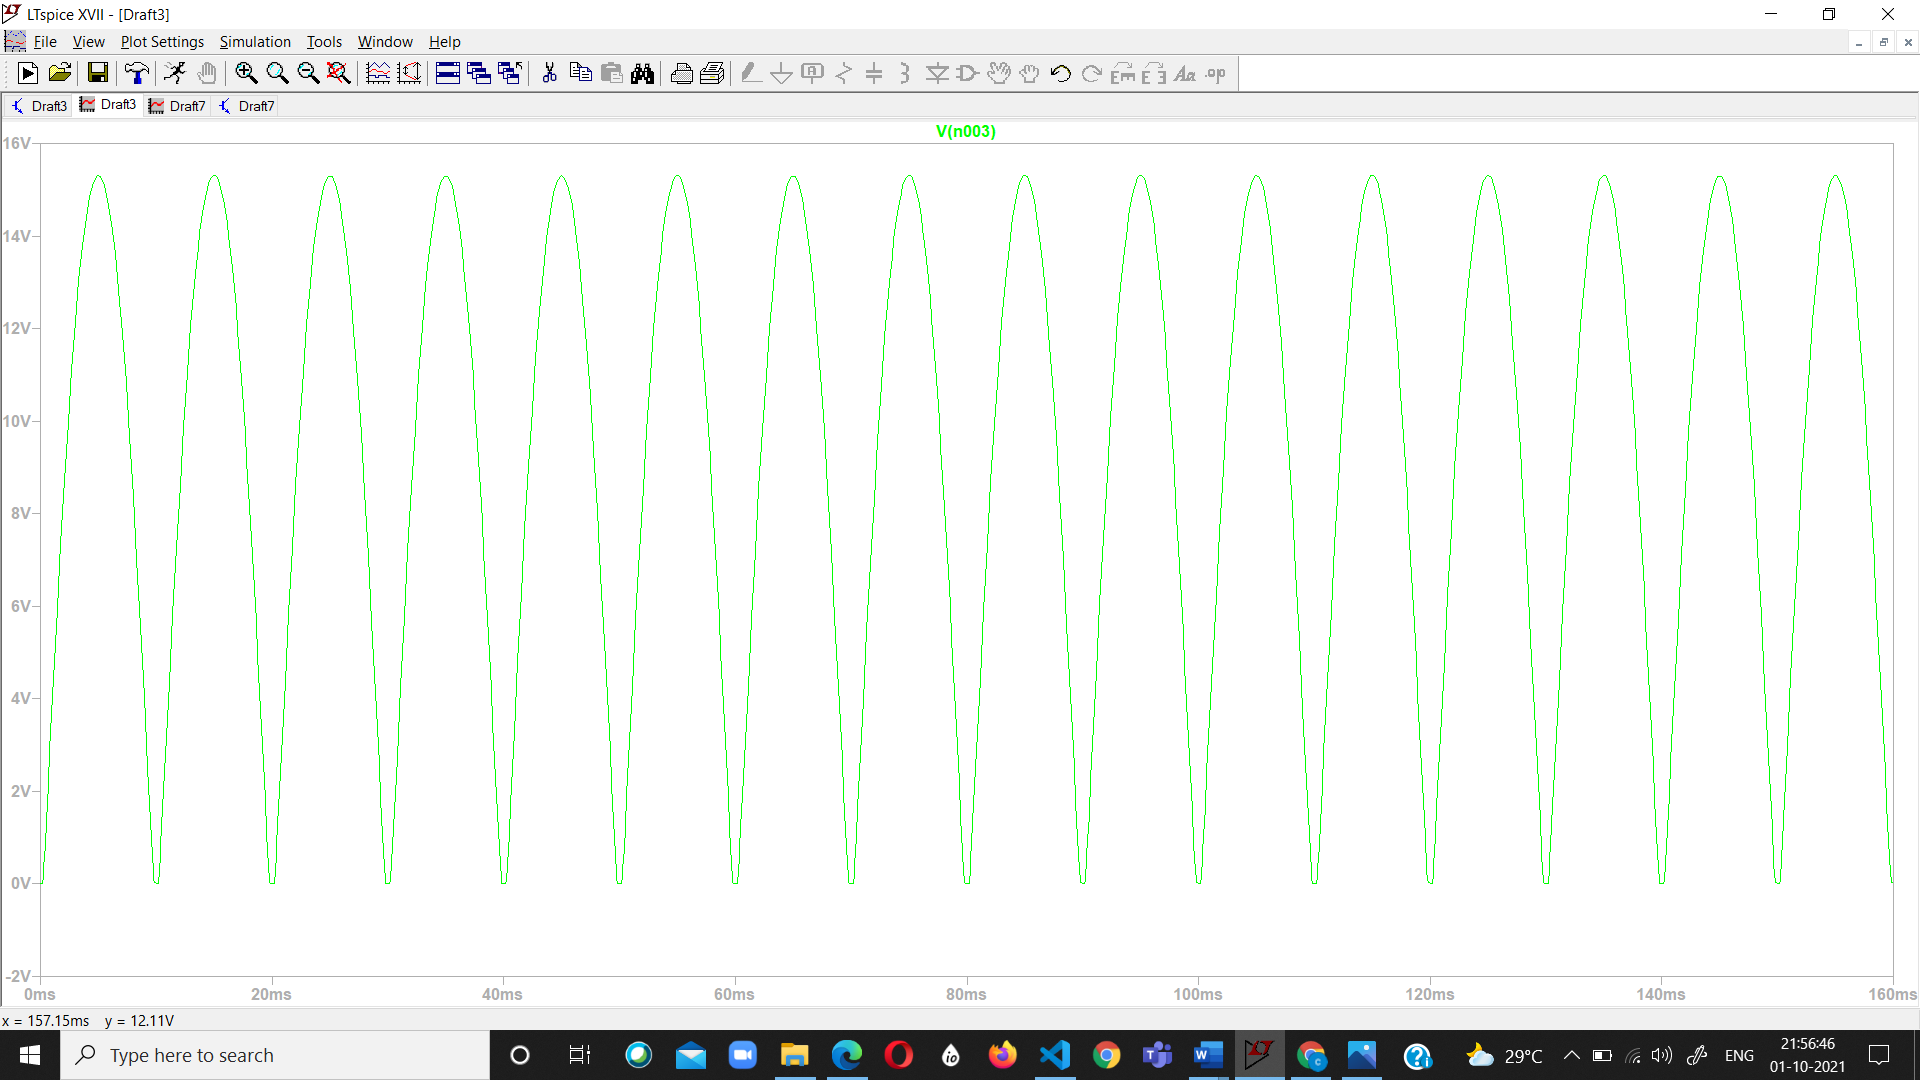 LTspice XVII - [Draft3]
File View Plot Settings Simulation Tools Window Help
Aa .op
Draft3 Draft3 Draft7 Draft7
V(n003)
16V
14V
12V
10V
8V
6V
4V
2V
0V
-2V
0ms 20ms 40ms 60ms 80ms 100ms 120ms 140ms 160ms
x = 157.15ms y = 12.11V
Type here to search
29°C
ENG
21:56:46
01-10-2021